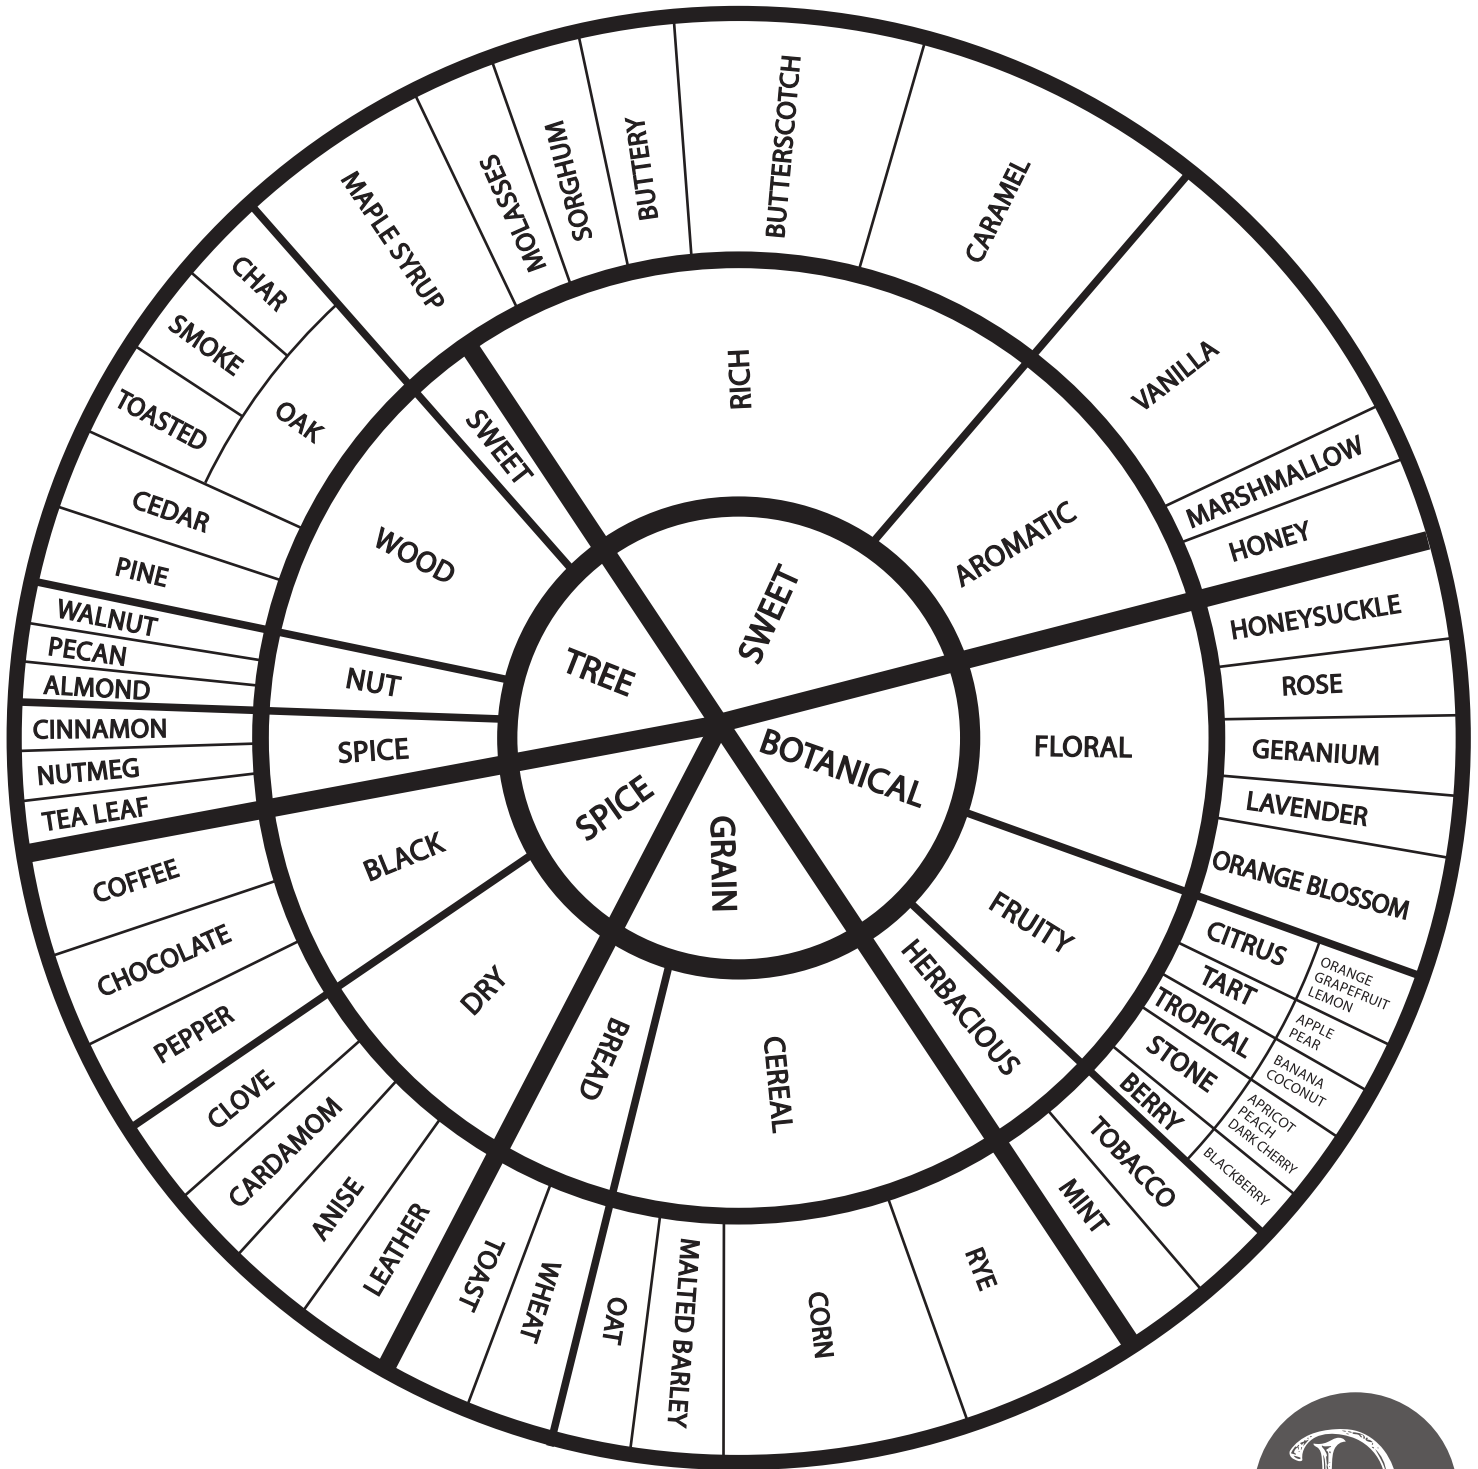 SWEET
BOTANICAL
GRAIN
SPICE
TREE
RICH
AROMATIC
FLORAL
FRUITY
HERBACIOUS
CEREAL
BREAD
DRY
BLACK
SPICE
NUT
WOOD
SWEET
MAPLE SYRUP
MOLASSES
SORGHUM
BUTTERY
BUTTERSCOTCH
CARAMEL
VANILLA
MARSHMALLOW
HONEY
HONEYSUCKLE
ROSE
GERANIUM
LAVENDER
ORANGE BLOSSOM
CITRUS
ORANGE
GRAPEFRUIT
LEMON
TART
APPLE
PEAR
TROPICAL
BANANA
COCONUT
STONE
APRICOT
PEACH
DARK CHERRY
BERRY
BLACKBERRY
TOBACCO
MINT
RYE
CORN
MALTED BARLEY
OAT
WHEAT
TOAST
LEATHER
ANISE
CARDAMOM
CLOVE
PEPPER
CHOCOLATE
COFFEE
TEA LEAF
NUTMEG
CINNAMON
ALMOND
PECAN
WALNUT
PINE
CEDAR
OAK
TOASTED
SMOKE
CHAR